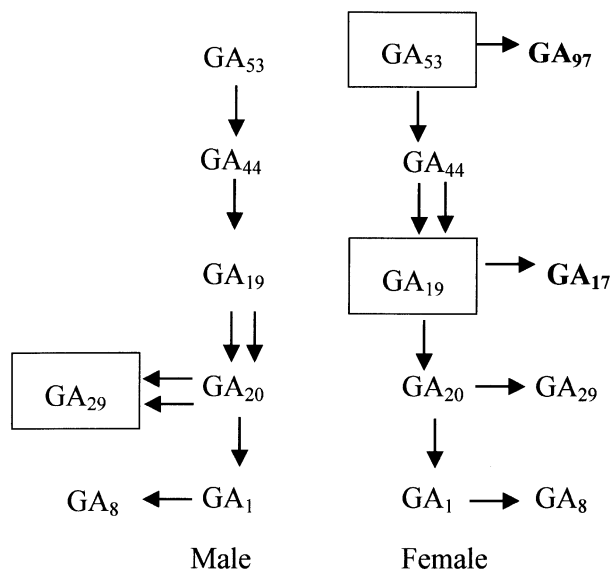 GA₅₃ GA₅₃ GA₉₇
GA₄₄ GA₄₄
GA₁₉ GA₁₉ GA₁₇
GA₂₉ GA₂₀ GA₂₀ GA₂₉
GA₈ GA₁ GA₁ GA₈
Male Female